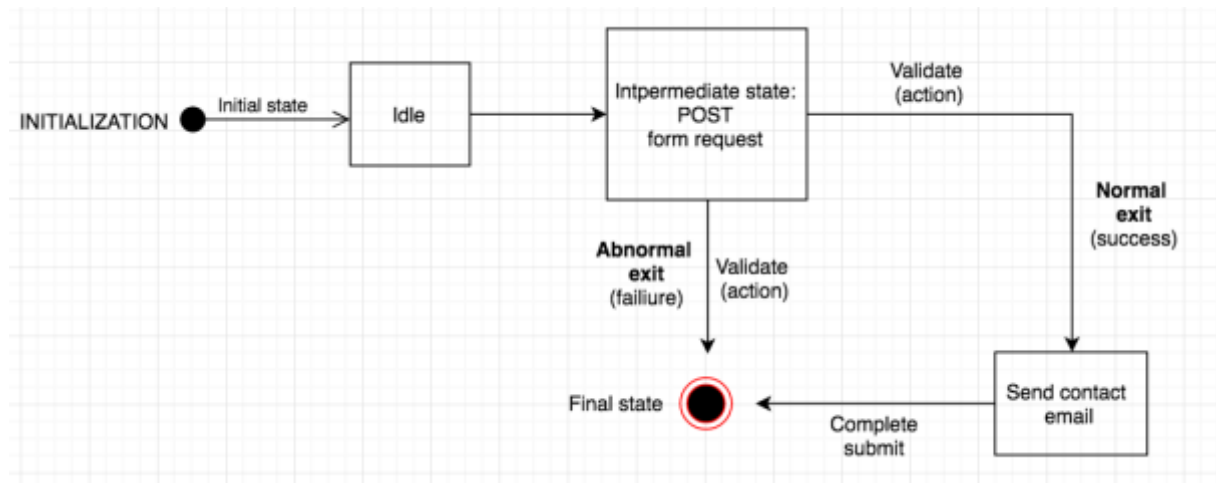 INITIALIZATION
Initial state
Idle
Intpermediate state:
POST
form request
Validate
(action)
Normal
exit
(success)
Abnormal
exit
(failiure)
Validate
(action)
Final state
Complete
submit
Send contact
email